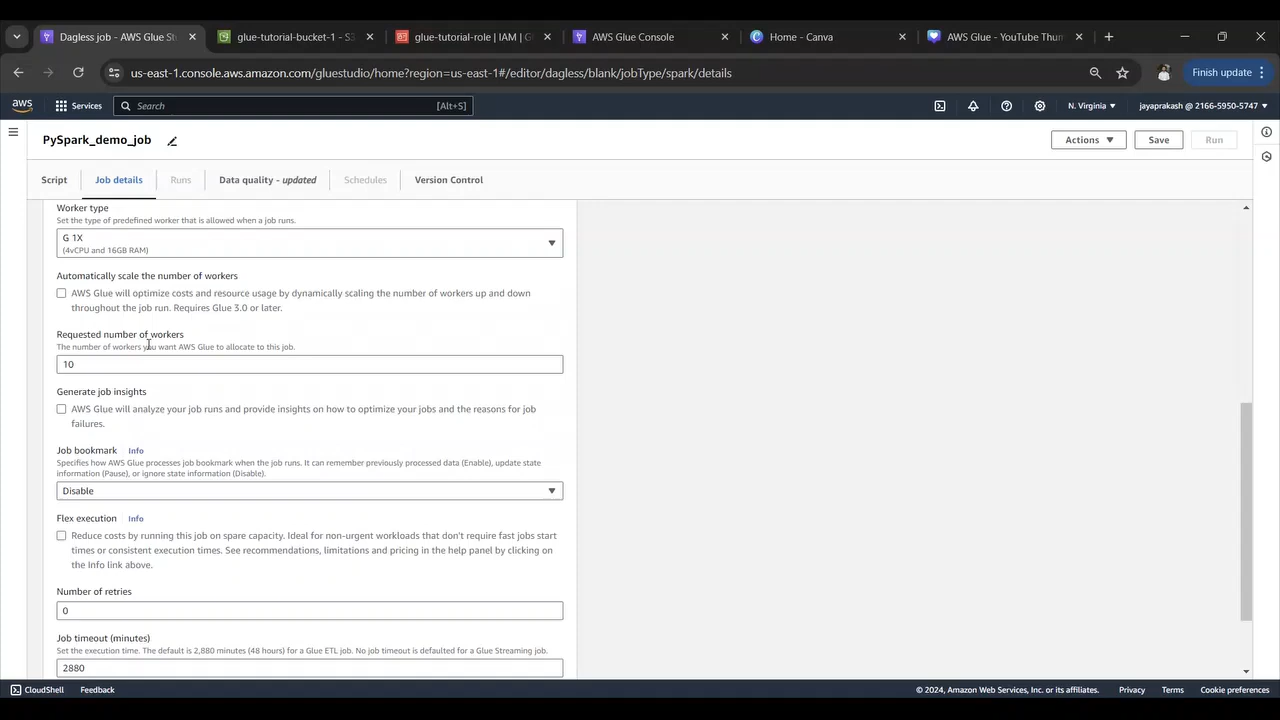 Dagless job - AWS Glue Stu
glue-tutorial-bucket-1 - S3
glue-tutorial-role | IAM | G
AWS Glue Console
Home - Canva
AWS Glue - YouTube Thum
us-east-1.console.aws.amazon.com/gluestudio/home?region=us-east-1#/editor/dagless/blank/jobType/spark/details
Finish update
aws
Services
Search
[Alt+S]
N. Virginia
jayaprakash @ 2166-5950-5747
PySpark_demo_job
Actions
Save
Run
Script
Job details
Runs
Data quality - updated
Schedules
Version Control
Worker type
Set the type of predefined worker that is allowed when a job runs.
G 1X
(4vCPU and 16GB RAM)
Automatically scale the number of workers
AWS Glue will optimize costs and resource usage by dynamically scaling the number of workers up and down
throughout the job run. Requires Glue 3.0 or later.
Requested number of workers
The number of workers you want AWS Glue to allocate to this job.
10
Generate job insights
AWS Glue will analyze your job runs and provide insights on how to optimize your jobs and the reasons for job
failures.
Job bookmark Info
Specifies how AWS Glue processes job bookmark when the job runs. It can remember previously processed data (Enable), update state
information (Pause), or ignore state information (Disable).
Disable
Flex execution Info
Reduce costs by running this job on spare capacity. Ideal for non-urgent workloads that don't require fast jobs start
times or consistent execution times. See recommendations, limitations and pricing in the help panel by clicking on
the Info link above.
Number of retries
0
Job timeout (minutes)
Set the execution time. The default is 2,880 minutes (48 hours) for a Glue ETL job. No job timeout is defaulted for a Glue Streaming job.
2880
CloudShell
Feedback
© 2024, Amazon Web Services, Inc. or its affiliates.
Privacy
Terms
Cookie preferences